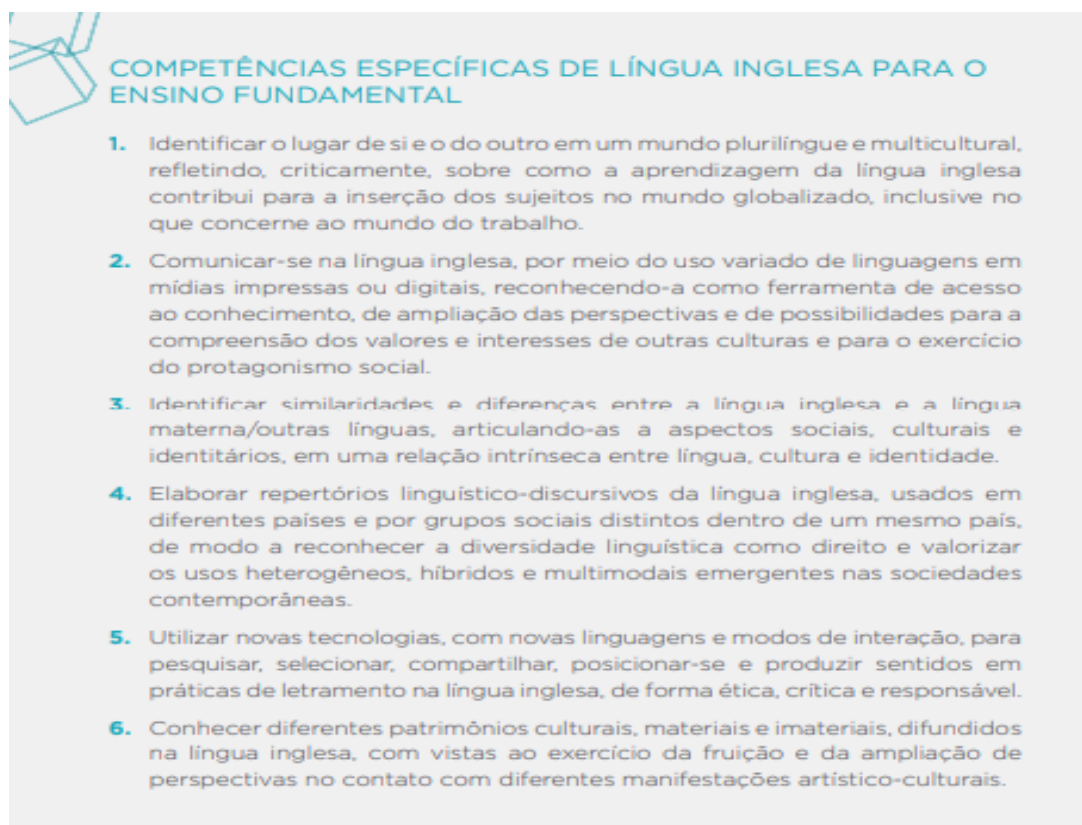 COMPETÊNCIAS ESPECÍFICAS DE LÍNGUA INGLESA PARA O
ENSINO FUNDAMENTAL
1. Identificar o lugar de si e o do outro em um mundo plurilíngue e multicultural,
refletindo, criticamente, sobre como a aprendizagem da língua inglesa
contribui para a inserção dos sujeitos no mundo globalizado, inclusive no
que concerne ao mundo do trabalho.
2. Comunicar-se na língua inglesa, por meio do uso variado de linguagens em
mídias impressas ou digitais, reconhecendo-a como ferramenta de acesso
ao conhecimento, de ampliação das perspectivas e de possibilidades para a
compreensão dos valores e interesses de outras culturas e para o exercício
do protagonismo social.
3. Identificar similaridades e diferenças entre a língua inglesa e a língua
materna/outras línguas, articulando-as a aspectos sociais, culturais e
identitários, em uma relação intrínseca entre língua, cultura e identidade.
4. Elaborar repertórios linguístico-discursivos da língua inglesa, usados em
diferentes países e por grupos sociais distintos dentro de um mesmo país,
de modo a reconhecer a diversidade linguística como direito e valorizar
os usos heterogêneos, híbridos e multimodais emergentes nas sociedades
contemporâneas.
5. Utilizar novas tecnologias, com novas linguagens e modos de interação, para
pesquisar, selecionar, compartilhar, posicionar-se e produzir sentidos em
práticas de letramento na língua inglesa, de forma ética, crítica e responsável.
6. Conhecer diferentes patrimônios culturais, materiais e imateriais, difundidos
na língua inglesa, com vistas ao exercício da fruição e da ampliação de
perspectivas no contato com diferentes manifestações artístico-culturais.